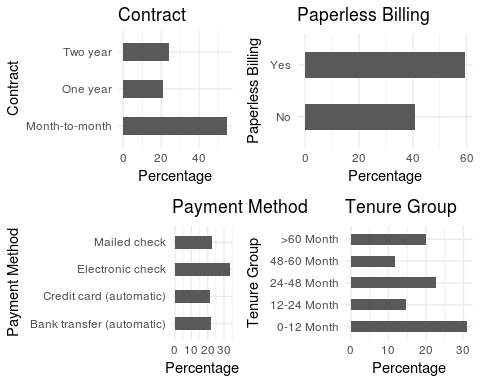 Contract
Contract
Two year
One year
Month-to-month
0 20 40
Percentage
Paperless Billing
Paperless Billing
Yes
No
0 20 40 60
Percentage
Payment Method
Payment Method
Mailed check
Electronic check
Credit card (automatic)
Bank transfer (automatic)
0 10 20 30
Percentage
Tenure Group
Tenure Group
>60 Month
48-60 Month
24-48 Month
12-24 Month
0-12 Month
0 10 20 30
Percentage